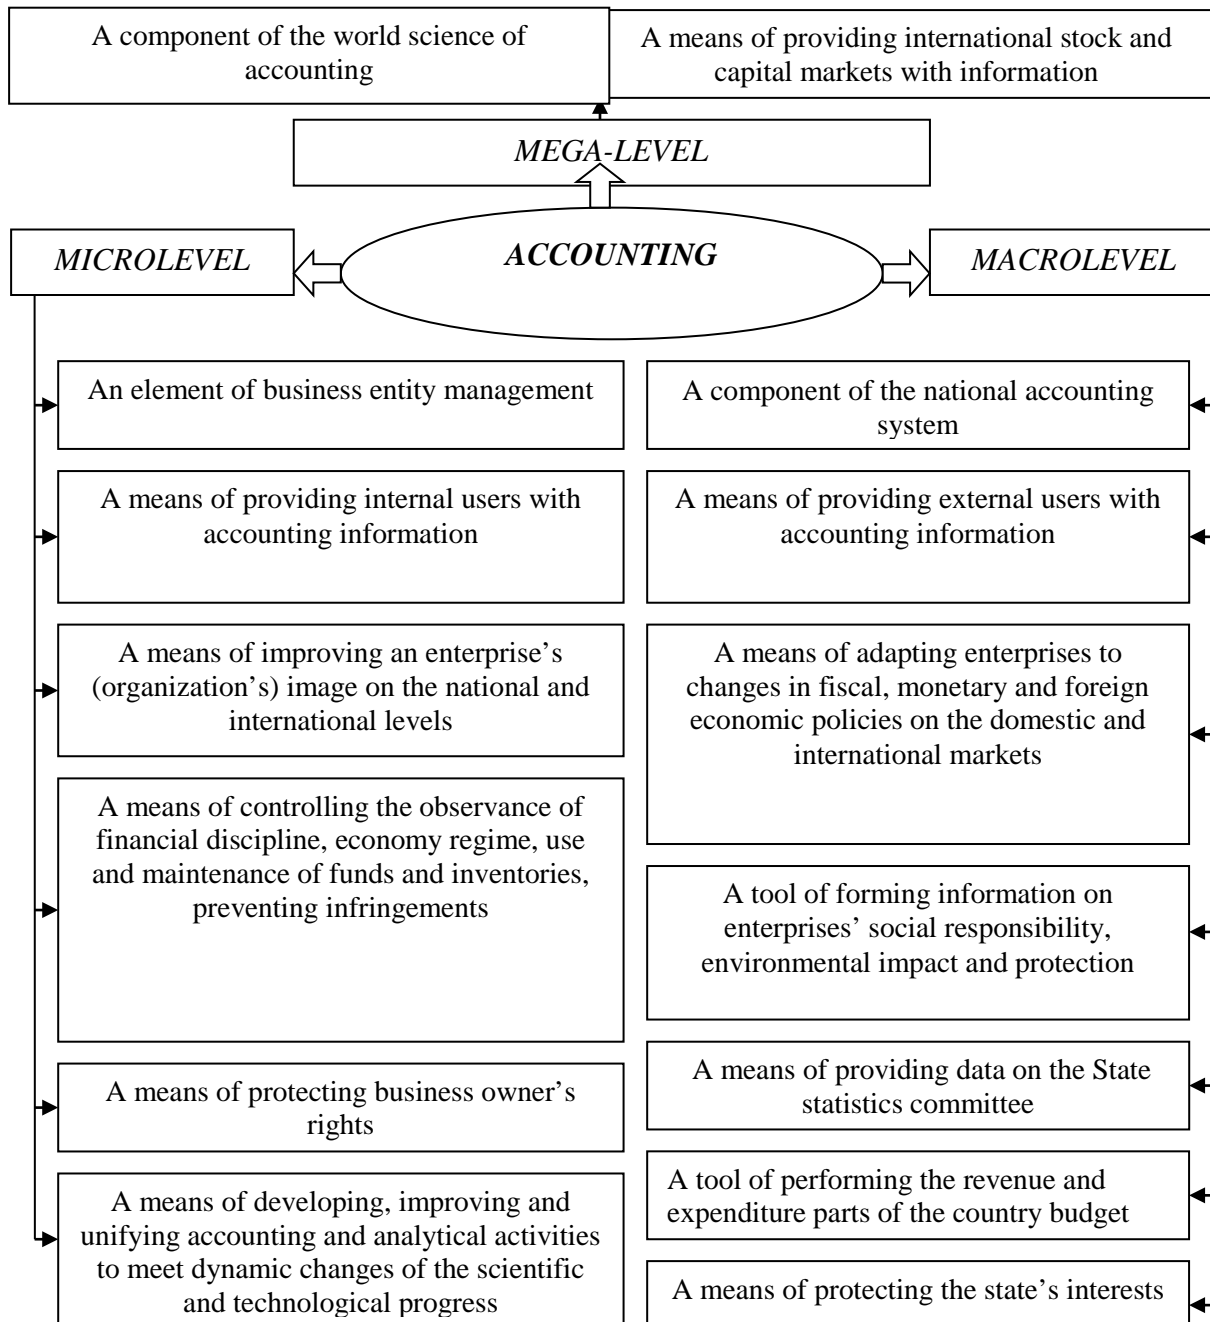 A component of the world science of
accounting
A means of providing international stock and
capital markets with information
MEGA-LEVEL
MICROLEVEL
ACCOUNTING
MACROLEVEL
An element of business entity management
A means of providing internal users with
accounting information
A means of improving an enterprise’s
(organization’s) image on the national and
international levels
A means of controlling the observance of
financial discipline, economy regime, use
and maintenance of funds and inventories,
preventing infringements
A means of protecting business owner’s
rights
A means of developing, improving and
unifying accounting and analytical activities
to meet dynamic changes of the scientific
and technological progress
A component of the national accounting
system
A means of providing external users with
accounting information
A means of adapting enterprises to
changes in fiscal, monetary and foreign
economic policies on the domestic and
international markets
A tool of forming information on
enterprises’ social responsibility,
environmental impact and protection
A means of providing data on the State
statistics committee
A tool of performing the revenue and
expenditure parts of the country budget
A means of protecting the state’s interests